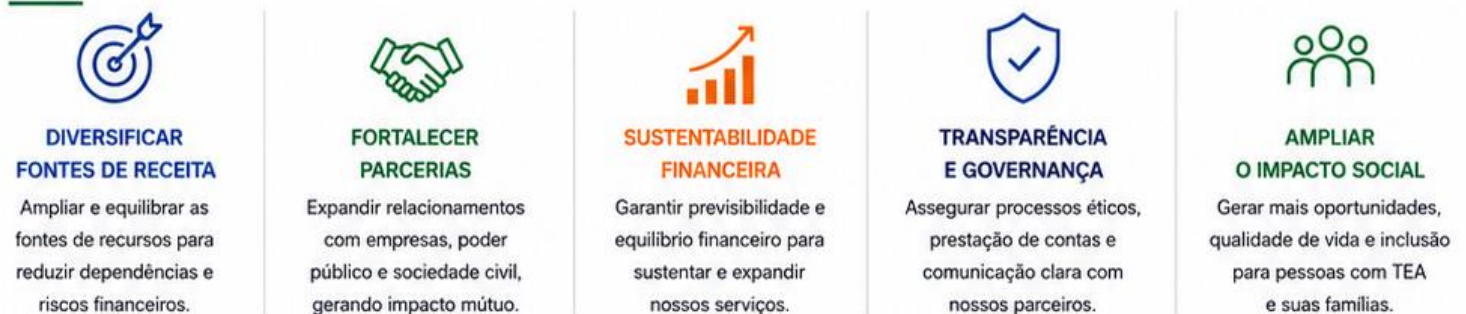 DIVERSIFICAR
FONTES DE RECEITA
Ampliar e equilibrar as
fontes de recursos para
reduzir dependências e
riscos financeiros.
FORTALECER
PARCERIAS
Expandir relacionamentos
com empresas, poder
público e sociedade civil,
gerando impacto mútuo.
SUSTENTABILIDADE
FINANCEIRA
Garantir previsibilidade e
equilíbrio financeiro para
sustentar e expandir
nossos serviços.
TRANSPARÊNCIA
E GOVERNANÇA
Assegurar processos éticos,
prestação de contas e
comunicação clara com
nossos parceiros.
AMPLIAR
O IMPACTO SOCIAL
Gerar mais oportunidades,
qualidade de vida e inclusão
para pessoas com TEA
e suas famílias.